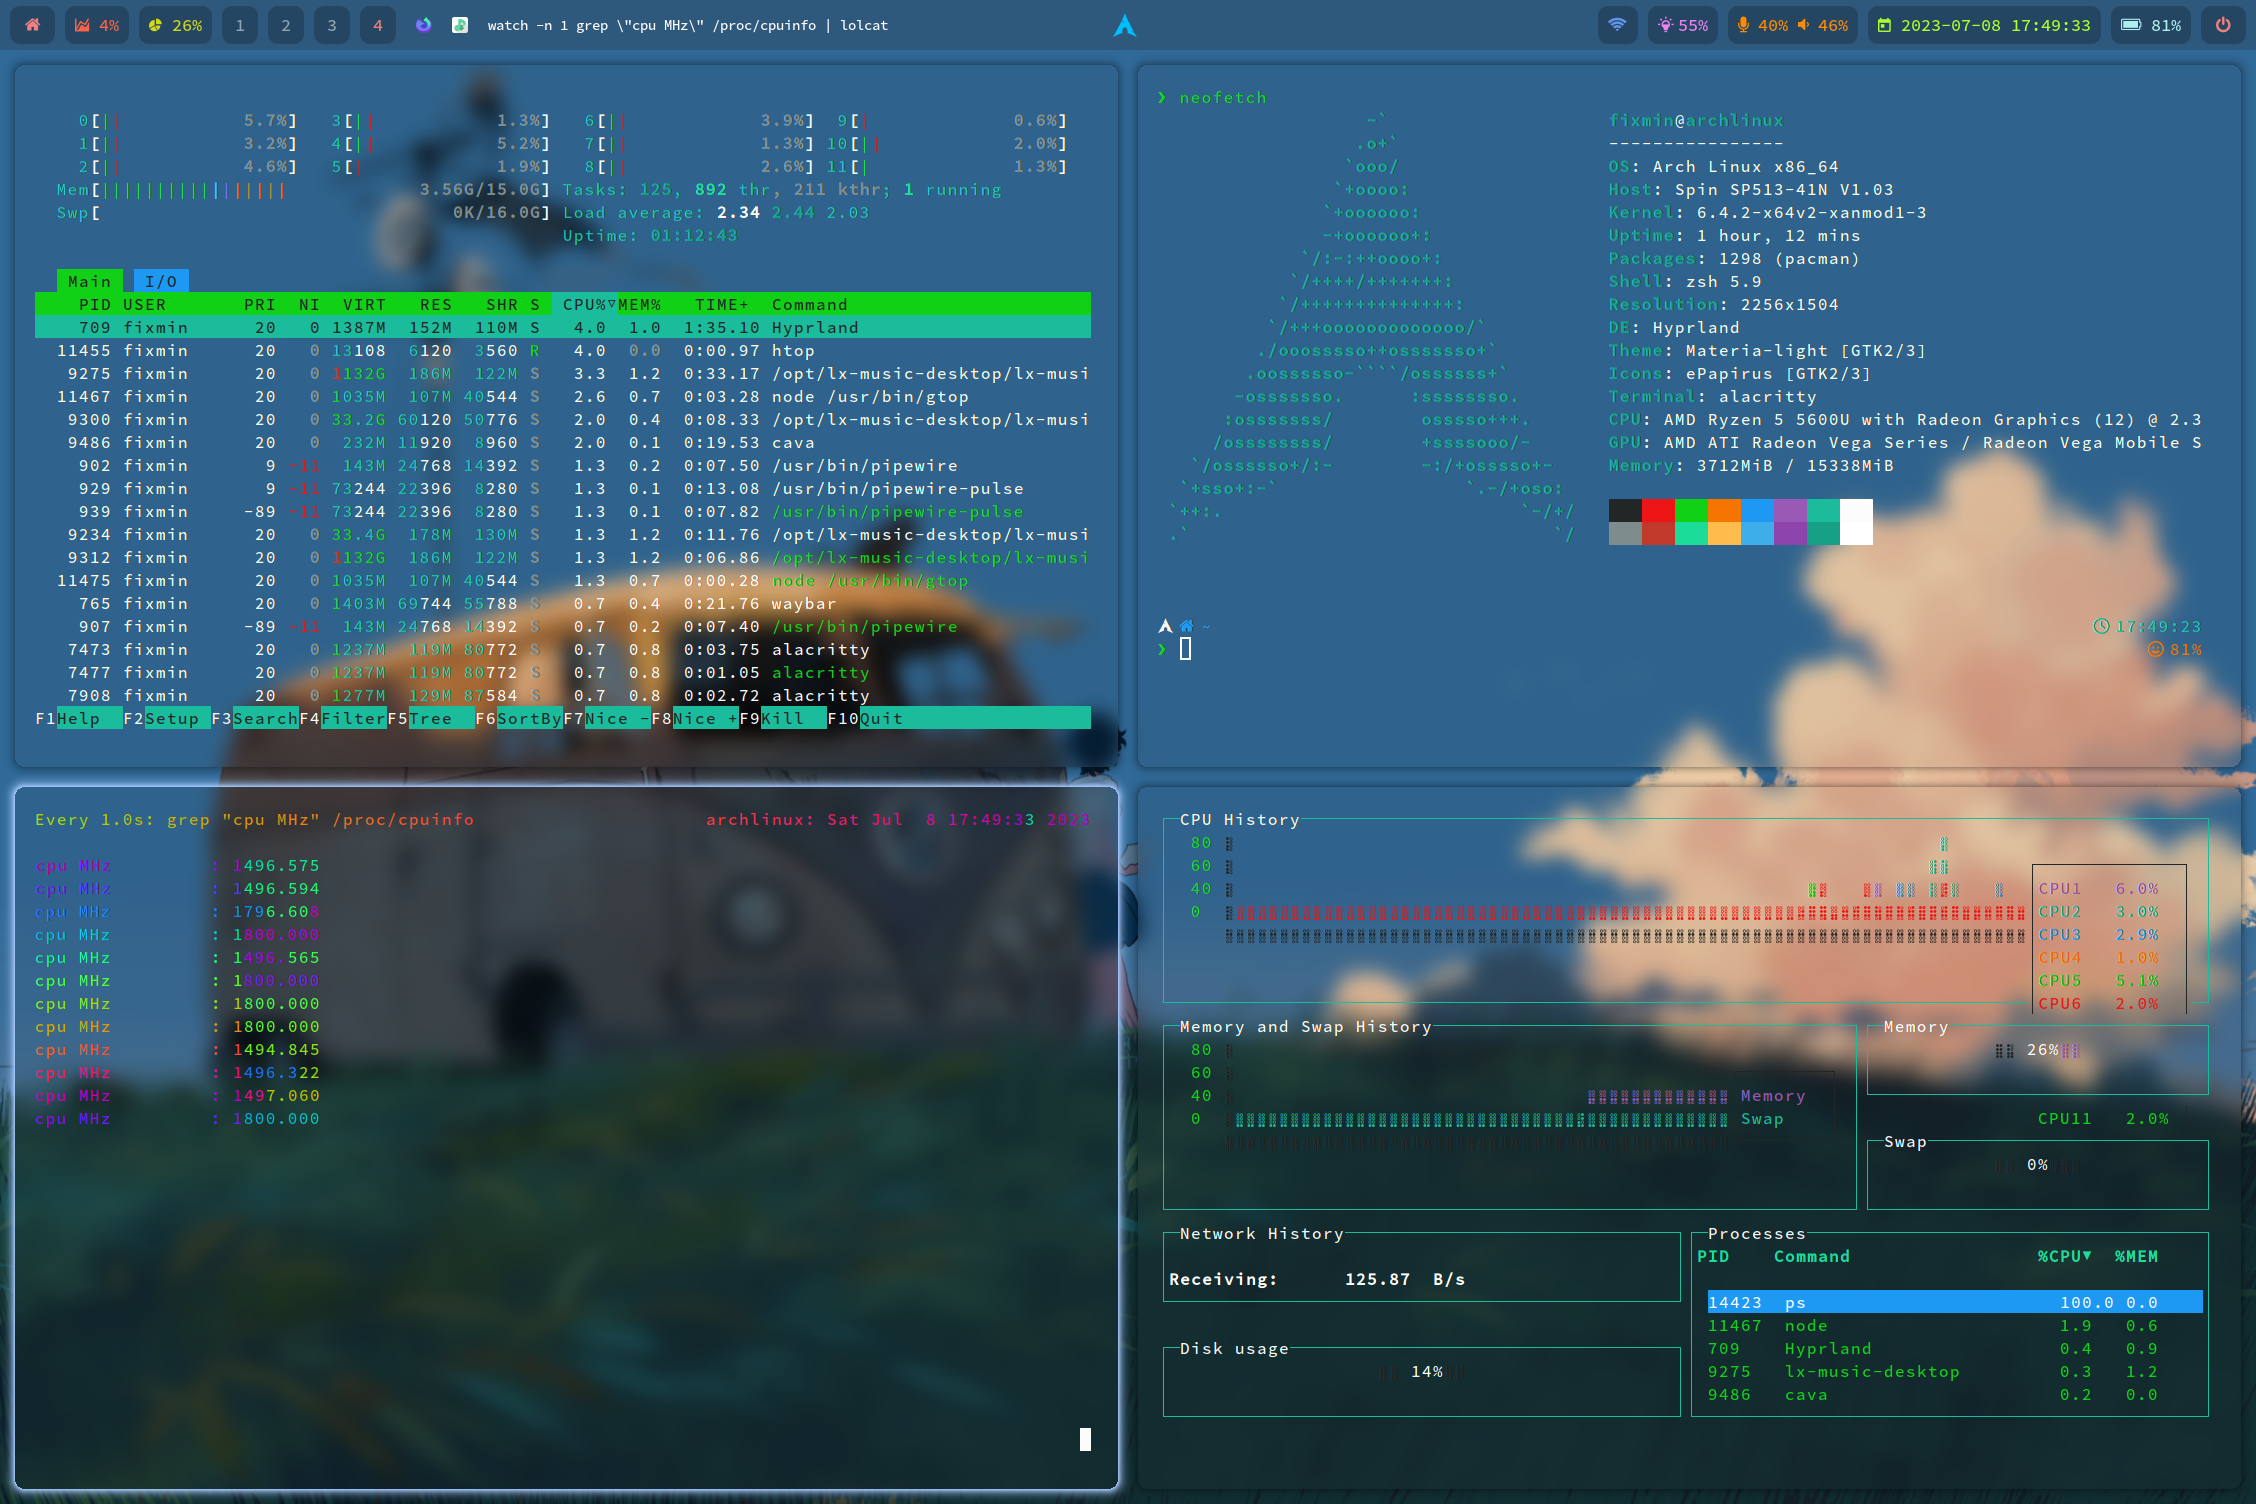 4% 26% 1 2 3 4 watch -n 1 grep \"cpu MHz\" /proc/cpuinfo | lolcat 55% 40% 46% 2023-07-08 17:49:33 81%
0[|| 5.7%] 3[|| 1.3%] 6[|| 3.9%] 9[| 0.6%]
1[|| 3.2%] 4[|| 5.2%] 7[|| 1.3%] 10[|| 2.0%]
2[|| 4.6%] 5[| 1.9%] 8[|| 2.6%] 11[| 1.3%]
Mem[||||||||||||||||| 3.56G/15.0G] Tasks: 125, 892 thr, 211 kthr; 1 running
Swp[ 0K/16.0G] Load average: 2.34 2.44 2.03
Uptime: 01:12:43
Main I/O
PID USER PRI NI VIRT RES SHR S CPU%▽MEM% TIME+ Command
709 fixmin 20 0 1387M 152M 110M S 4.0 1.0 1:35.10 Hyprland
11455 fixmin 20 0 13108 6120 3560 R 4.0 0.0 0:00.97 htop
9275 fixmin 20 0 1132G 186M 122M S 3.3 1.2 0:33.17 /opt/lx-music-desktop/lx-musi
11467 fixmin 20 0 1035M 107M 40544 S 2.6 0.7 0:03.28 node /usr/bin/gtop
9300 fixmin 20 0 33.2G 60120 50776 S 2.0 0.4 0:08.33 /opt/lx-music-desktop/lx-musi
9486 fixmin 20 0 232M 11920 8960 S 2.0 0.1 0:19.53 cava
902 fixmin 9 -11 143M 24768 14392 S 1.3 0.2 0:07.50 /usr/bin/pipewire
929 fixmin 9 -11 73244 22396 8280 S 1.3 0.1 0:13.08 /usr/bin/pipewire-pulse
939 fixmin -89 -11 73244 22396 8280 S 1.3 0.1 0:07.82 /usr/bin/pipewire-pulse
9234 fixmin 20 0 33.4G 178M 130M S 1.3 1.2 0:11.76 /opt/lx-music-desktop/lx-musi
9312 fixmin 20 0 1132G 186M 122M S 1.3 1.2 0:06.86 /opt/lx-music-desktop/lx-musi
11475 fixmin 20 0 1035M 107M 40544 S 1.3 0.7 0:00.28 node /usr/bin/gtop
765 fixmin 20 0 1403M 69744 55788 S 0.7 0.4 0:21.76 waybar
907 fixmin -89 -11 143M 24768 14392 S 0.7 0.2 0:07.40 /usr/bin/pipewire
7473 fixmin 20 0 1237M 119M 80772 S 0.7 0.8 0:03.75 alacritty
7477 fixmin 20 0 1237M 119M 80772 S 0.7 0.8 0:01.05 alacritty
7908 fixmin 20 0 1277M 129M 87584 S 0.7 0.8 0:02.72 alacritty
F1Help F2Setup F3SearchF4FilterF5Tree F6SortByF7Nice -F8Nice +F9Kill F10Quit
❯ neofetch
-`
.o+`
`ooo/
`+oooo:
`+oooooo:
-+oooooo+:
`/:-:++oooo+:
`/++++/+++++++:
`/++++++++++++++:
`/+++ooooooooooooo/`
./ooosssso++osssssso+`
.oossssso-````/ossssss+`
-osssssso. :ssssssso.
:osssssss/ osssso+++.
/ossssssss/ +ssssooo/-
`/ossssso+/:- -:/+osssso+-
`+sso+:-` `.-/+oso:
`++:. `-/+/
.` `/
fixmin@archlinux
----------------
OS: Arch Linux x86_64
Host: Spin SP513-41N V1.03
Kernel: 6.4.2-x64v2-xanmod1-3
Uptime: 1 hour, 12 mins
Packages: 1298 (pacman)
Shell: zsh 5.9
Resolution: 2256x1504
DE: Hyprland
Theme: Materia-light [GTK2/3]
Icons: ePapirus [GTK2/3]
Terminal: alacritty
CPU: AMD Ryzen 5 5600U with Radeon Graphics (12) @ 2.3
GPU: AMD ATI Radeon Vega Series / Radeon Vega Mobile S
Memory: 3712MiB / 15338MiB
~ 17:49:23
❯ 81%
Every 1.0s: grep "cpu MHz" /proc/cpuinfo archlinux: Sat Jul 8 17:49:33 2023
cpu MHz : 1496.575
cpu MHz : 1496.594
cpu MHz : 1796.608
cpu MHz : 1800.000
cpu MHz : 1496.565
cpu MHz : 1800.000
cpu MHz : 1800.000
cpu MHz : 1800.000
cpu MHz : 1494.845
cpu MHz : 1496.322
cpu MHz : 1497.060
cpu MHz : 1800.000
CPU History
80
60
40
0
CPU1 6.0%
CPU2 3.0%
CPU3 2.9%
CPU4 1.0%
CPU5 5.1%
CPU6 2.0%
Memory and Swap History
80
60
40
0
Memory
Swap
Memory
26%
CPU11 2.0%
Swap
0%
Network History
Receiving: 125.87 B/s
Disk usage
14%
Processes
PID Command %CPU▼ %MEM
14423 ps 100.0 0.0
11467 node 1.9 0.6
709 Hyprland 0.4 0.9
9275 lx-music-desktop 0.3 1.2
9486 cava 0.2 0.0